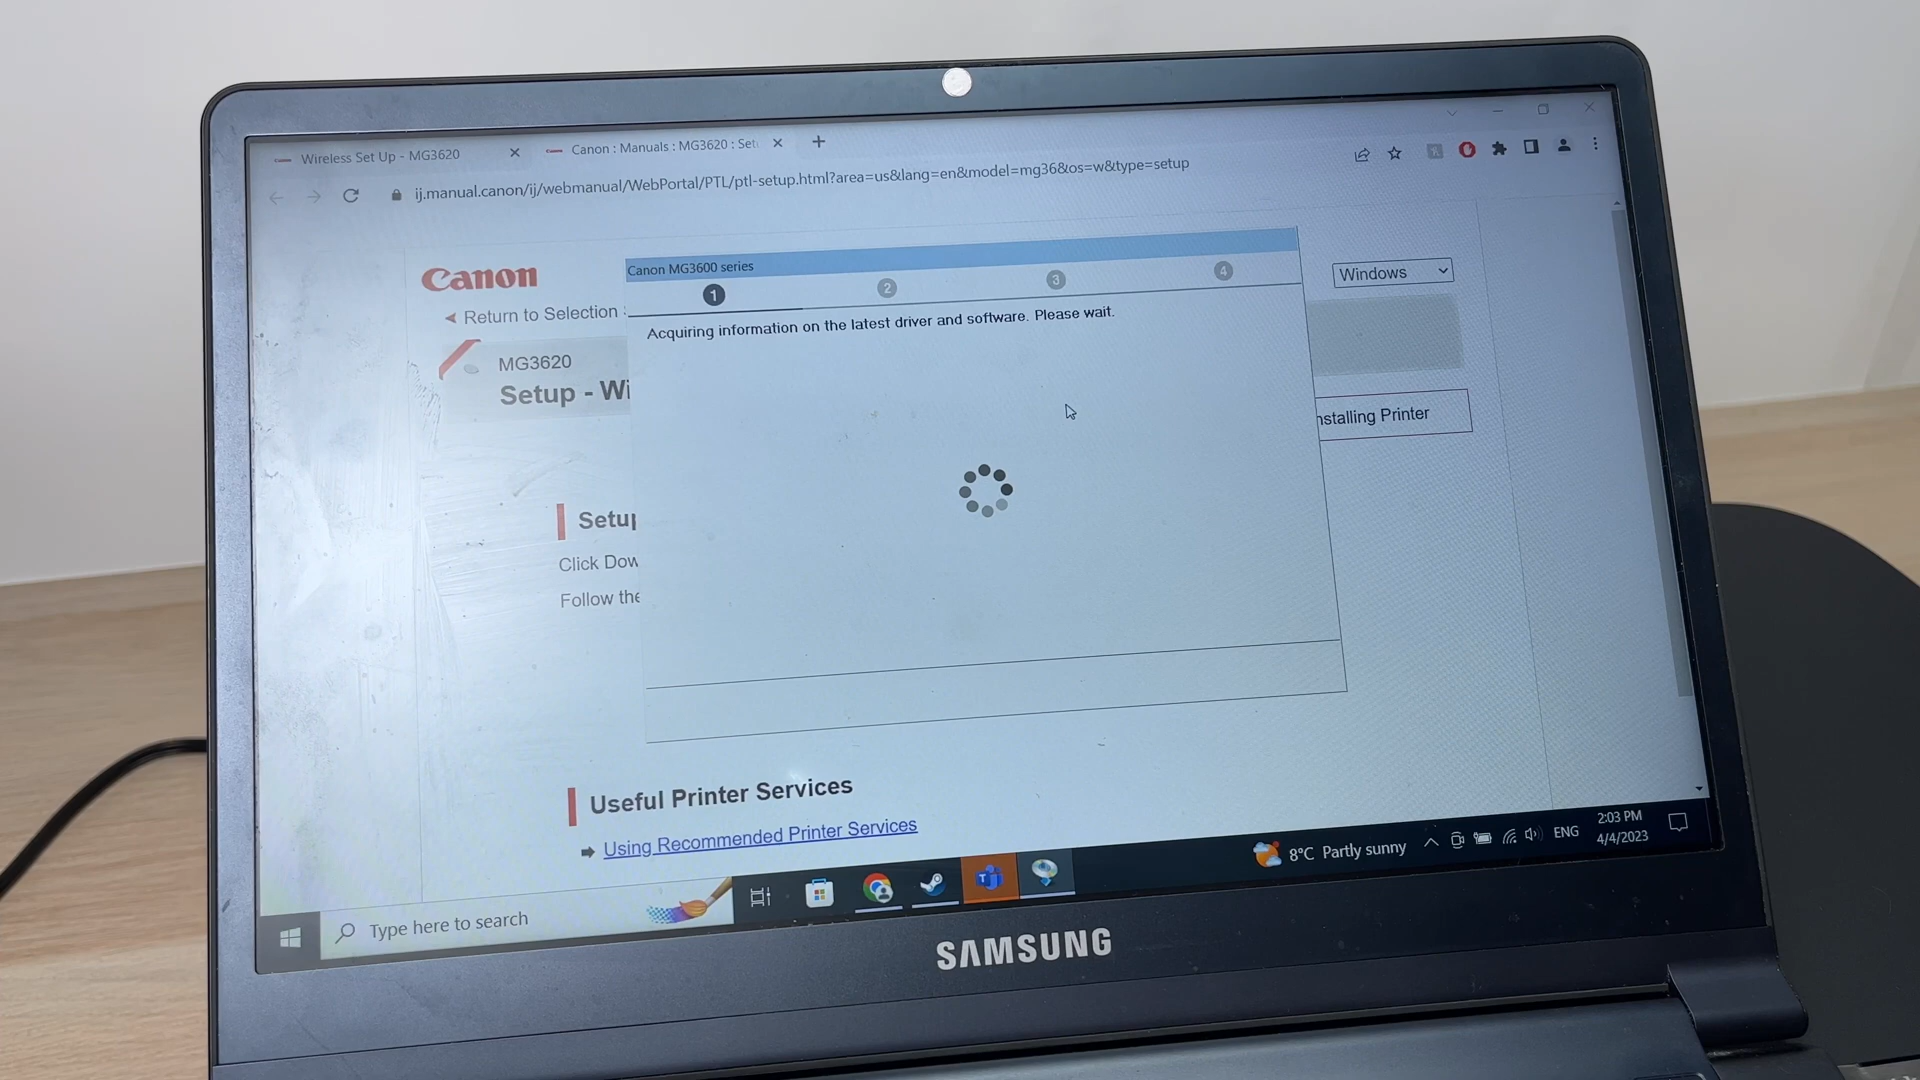 Wireless Set Up - MG3620
Canon : Manuals : MG3620 : Set
ij.manual.canon/ij/webmanual/WebPortal/PTL/ptl-setup.html?area=us&lang=en&model=mg36&os=w&type=setup
Canon
Return to Selection
MG3620
Setup - Wi
Windows
Canon MG3600 series
1
2
3
4
Acquiring information on the latest driver and software. Please wait.
nstalling Printer
Setup
Click Dow
Follow the
Useful Printer Services
Using Recommended Printer Services
Type here to search
T
8°C Partly sunny
ENG
2:03 PM
4/4/2023
SAMSUNG